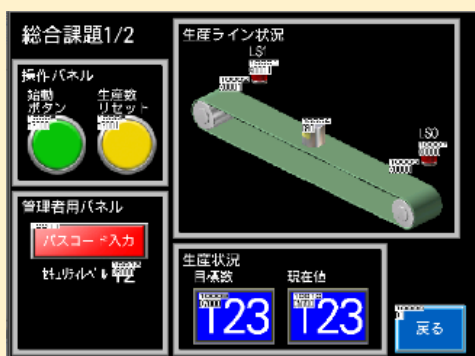 総合課題1/2
操作パネル
始動
ボタン
生産数
リセット
管理者用パネル
パスコード入力
セキュリティレベル 12
生産ライン状況
LS1
LS0
生産状況
目標数
現在値
123
123
戻る